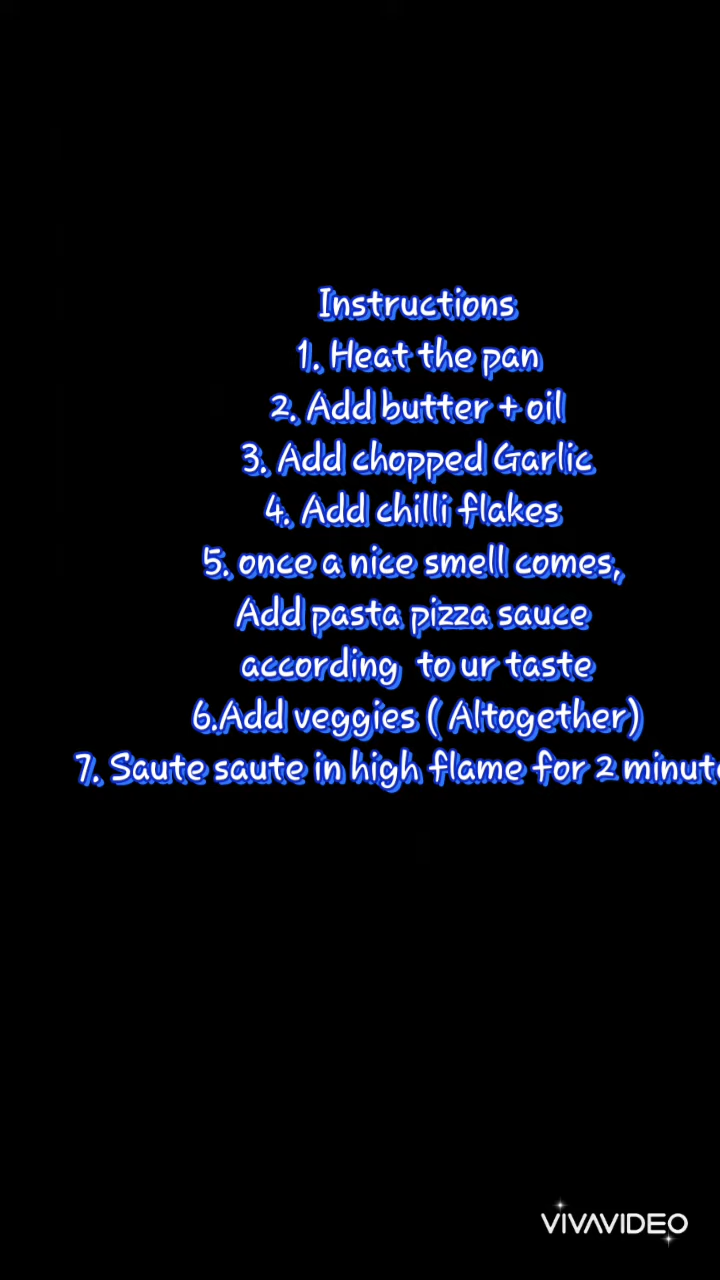 Instructions
1. Heat the pan
2. Add butter + oil
3. Add chopped Garlic
4. Add chilli flakes
5. once a nice smell comes,
Add pasta pizza sauce
according  to ur taste
6.Add veggies ( Altogether)
7. Saute saute in high flame for 2
VIVAVIDEO